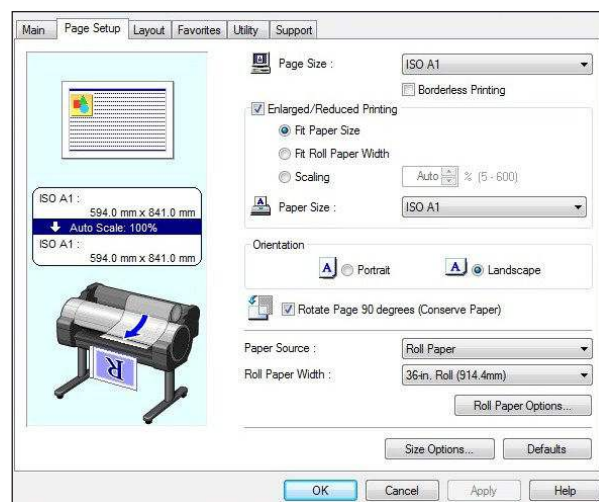 Main Page Setup Layout Favorites Utility Support
Page Size : ISO A1
Borderless Printing
Enlarged/Reduced Printing
Fit Paper Size
Fit Roll Paper Width
Scaling Auto % (5 - 600)
Paper Size : ISO A1
ISO A1 :
594.0 mm x 841.0 mm
Auto Scale: 100%
ISO A1 :
594.0 mm x 841.0 mm
Orientation
A Portrait A Landscape
Rotate Page 90 degrees (Conserve Paper)
R
Paper Source : Roll Paper
Roll Paper Width : 36-in. Roll (914.4mm)
Roll Paper Options...
Size Options... Defaults
OK Cancel Apply Help